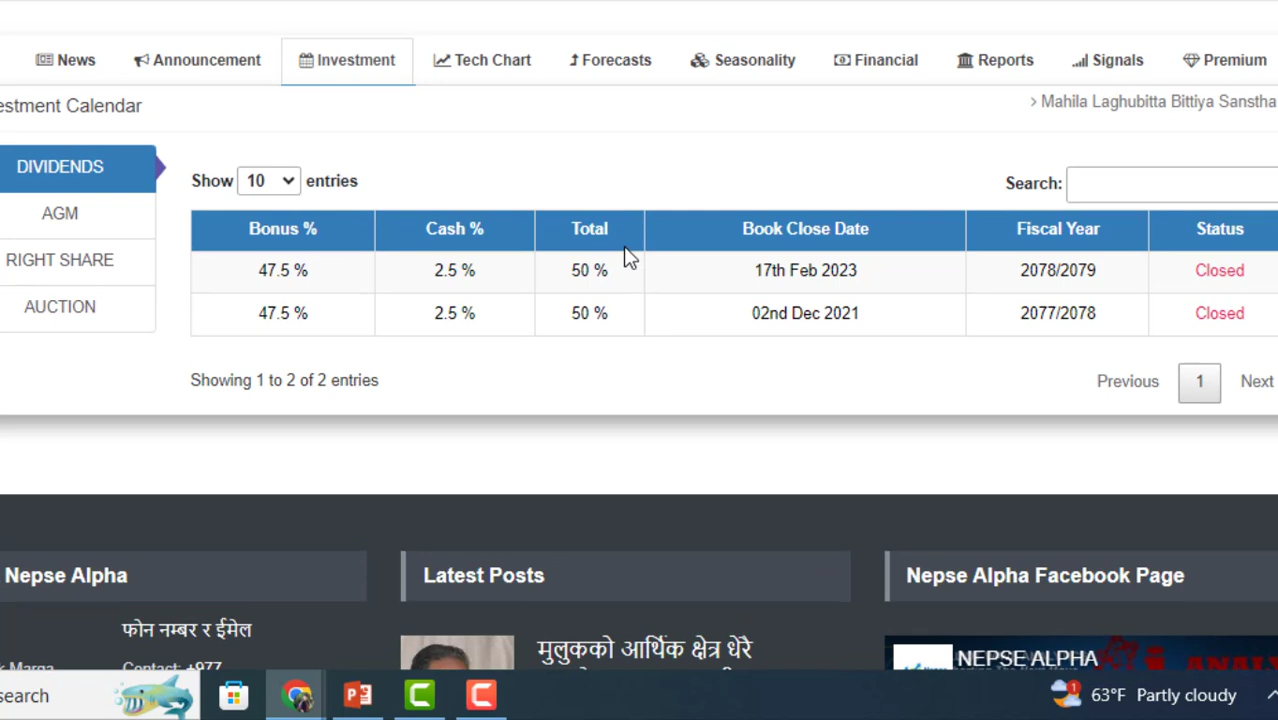 News Announcement Investment Tech Chart Forecasts Seasonality Financial Reports Signals Premium
estment Calendar
Mahila Laghubitta Bittiya Sanstha
DIVIDENDS
AGM
RIGHT SHARE
AUCTION
Show 10 entries
Search:
Bonus % Cash % Total Book Close Date Fiscal Year Status
47.5 % 2.5 % 50 % 17th Feb 2023 2078/2079 Closed
47.5 % 2.5 % 50 % 02nd Dec 2021 2077/2078 Closed
Showing 1 to 2 of 2 entries
Previous 1 Next
Nepse Alpha
फोन नम्बर र ईमेल
Contact: +977
Latest Posts
मुलुकको आर्थिक क्षेत्र धेरै
Nepse Alpha Facebook Page
NEPSE ALPHA
search
63°F Partly cloudy